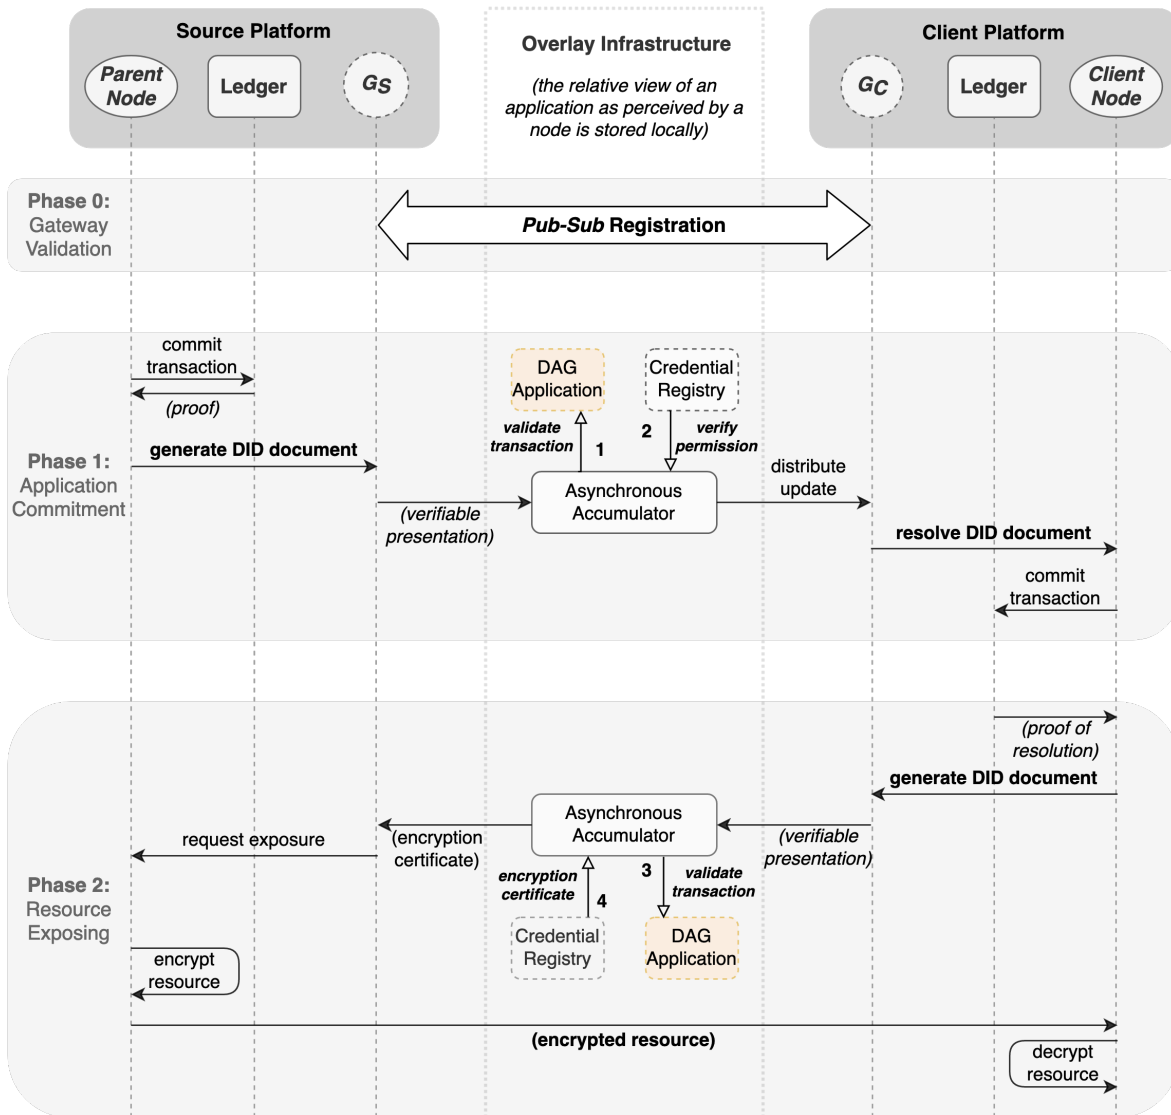 Source Platform
Parent
Node
Ledger
GS
Overlay Infrastructure
(the relative view of an
application as perceived by a
node is stored locally)
Client Platform
GC
Ledger
Client
Node
Phase 0:
Gateway
Validation
Pub-Sub Registration
Phase 1:
Application
Commitment
commit
transaction
(proof)
generate DID document
(verifiable
presentation)
DAG
Application
Credential
Registry
validate
transaction
1
2
verify
permission
Asynchronous
Accumulator
distribute
update
resolve DID document
commit
transaction
Phase 2:
Resource
Exposing
(proof of
resolution)
generate DID document
(verifiable
presentation)
Asynchronous
Accumulator
(encryption
certificate)
request exposure
encryption
certificate
4
3
validate
transaction
Credential
Registry
DAG
Application
encrypt
resource
(encrypted resource)
decrypt
resource